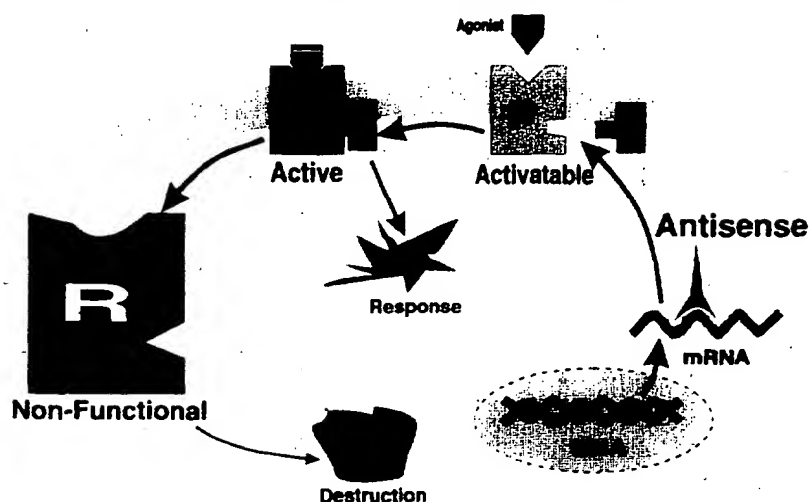 Agonist
Active
Activatable
Antisense
R
Response
mRNA
Non-Functional
Destruction